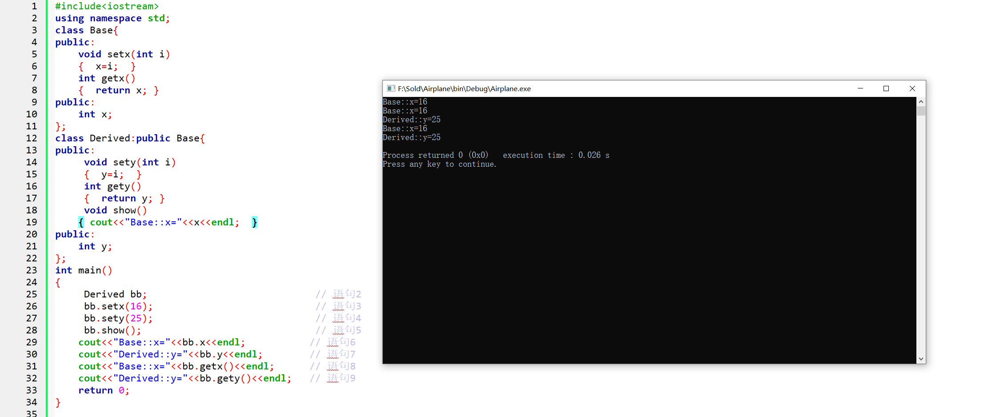 1 #include<iostream>
2 using namespace std;
3 class Base{
4 public:
5 void setx(int i)
6 { x=i; }
7 int getx()
8 { return x; }
9 public:
10 int x;
11 };
12 class Derived:public Base{
13 public:
14 void sety(int i)
15 { y=i; }
16 int gety()
17 { return y; }
18 void show()
19 { cout<<"Base::x="<<x<<endl; }
20 public:
21 int y;
22 };
23 int main()
24 {
25 Derived bb; // 语句2
26 bb.setx(16); // 语句3
27 bb.sety(25); // 语句4
28 bb.show(); // 语句5
29 cout<<"Base::x="<<bb.x<<endl; // 语句6
30 cout<<"Derived::y="<<bb.y<<endl; // 语句7
31 cout<<"Base::x="<<bb.getx()<<endl; // 语句8
32 cout<<"Derived::y="<<bb.gety()<<endl; // 语句9
33 return 0;
34 }
35
F:\Sold\Airplane\bin\Debug\Airplane.exe
Base::x=16
Base::x=16
Derived::y=25
Base::x=16
Derived::y=25
Process returned 0 (0x0) execution time : 0.026 s
Press any key to continue.